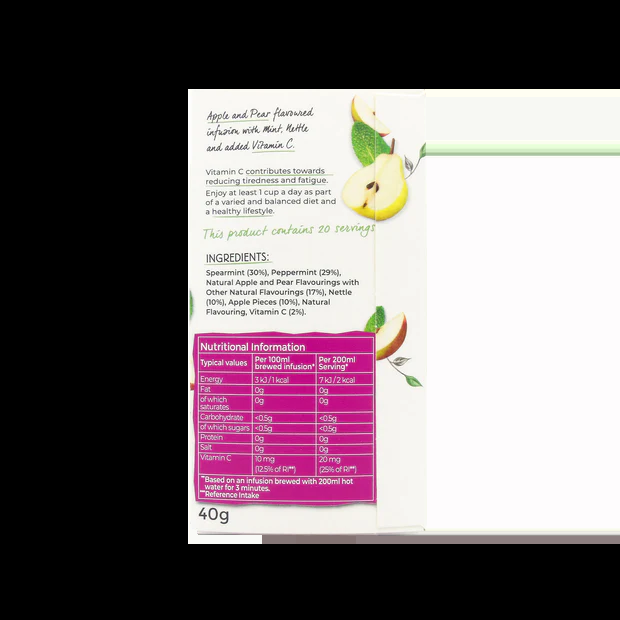 Apple and Pear flavoured
infusion with Mint, Nettle
and added Vitamin C.
Vitamin C contributes towards
reducing tiredness and fatigue.
Enjoy at least 1 cup a day as part
of a varied and balanced diet and
a healthy lifestyle.
This product contains 20 servings
INGREDIENTS:
Spearmint (30%), Peppermint (29%),
Natural Apple and Pear Flavourings with
Other Natural Flavourings (17%), Nettle
(10%), Apple Pieces (10%), Natural
Flavouring, Vitamin C (2%).
Nutritional Information
Typical values Per 100ml brewed infusion* Per 200ml Serving*
Energy 3 kJ/1 kcal 7 kJ/2 kcal
Fat 0g 0g
of which saturates 0g 0g
Carbohydrate <0.5g <0.5g
of which sugars <0.5g <0.5g
Protein 0g 0g
Salt 0g 0g
Vitamin C 10 mg 20 mg
(12.5% of RI**) (25% of RI**)
*Based on an infusion brewed with 200ml hot
water for 3 minutes.
**Reference Intake
40g